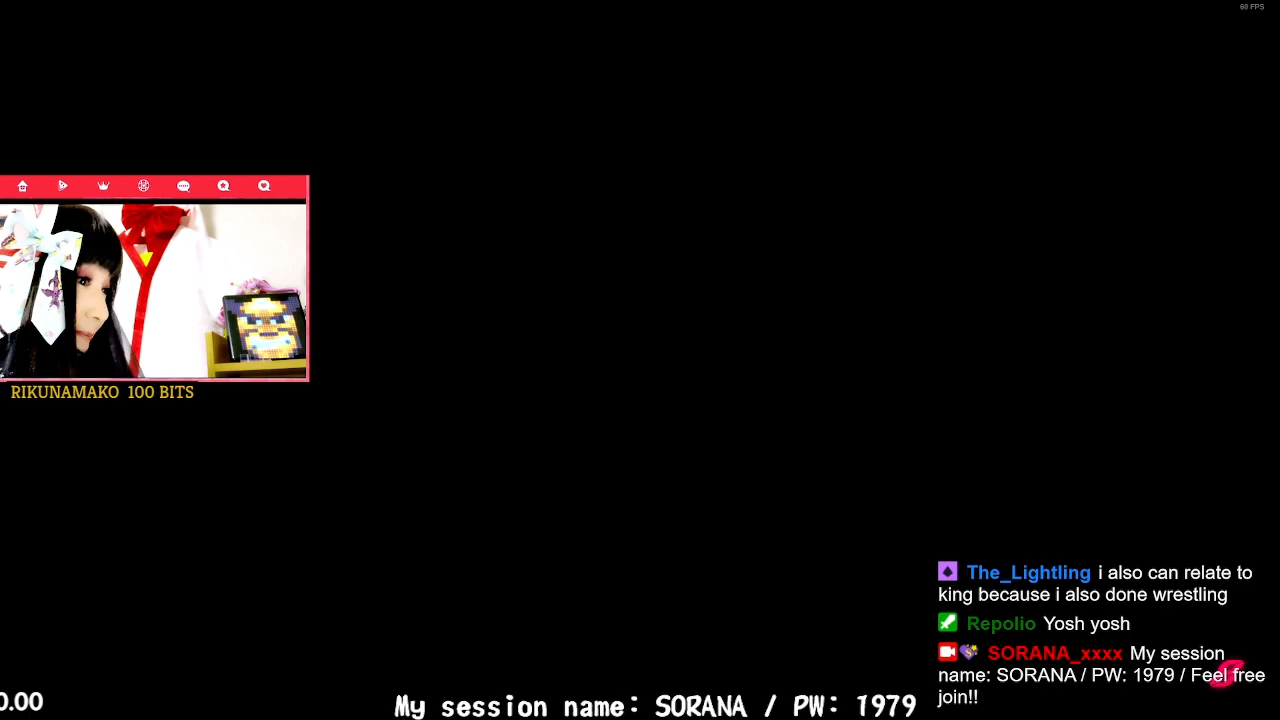 60 FPS
RIKUNAMAKO 100 BITS
The_Lightling i also can relate to
king because i also done wrestling
Repolio Yosh yosh
SORANA_xxxx My session
name: SORANA / PW: 1979 / Feel free
join!!
0.00
My session name: SORANA / PW: 1979